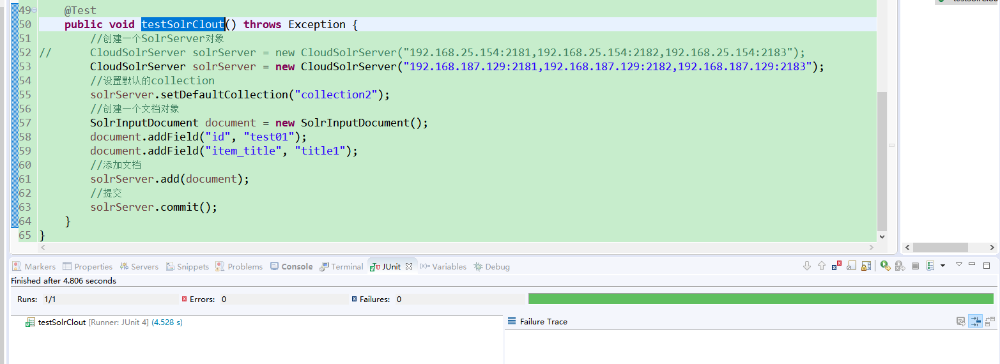 49 @Test
50 public void testSolrClout() throws Exception {
51 //创建一个SolrServer对象
52 // CloudSolrServer solrServer = new CloudSolrServer("192.168.25.154:2181,192.168.25.154:2182,192.168.25.154:2183");
53 CloudSolrServer solrServer = new CloudSolrServer("192.168.187.129:2181,192.168.187.129:2182,192.168.187.129:2183");
54 //设置默认的collection
55 solrServer.setDefaultCollection("collection2");
56 //创建一个文档对象
57 SolrInputDocument document = new SolrInputDocument();
58 document.addField("id", "test01");
59 document.addField("item_title", "title1");
60 //添加文档
61 solrServer.add(document);
62 //提交
63 solrServer.commit();
64 }
65 }
Markers Properties Servers Snippets Problems Console Terminal JUnit Variables Debug
Finished after 4.806 seconds
Runs: 1/1 Errors: 0 Failures: 0
testSolrClout [Runner: JUnit 4] (4.528 s)
Failure Trace